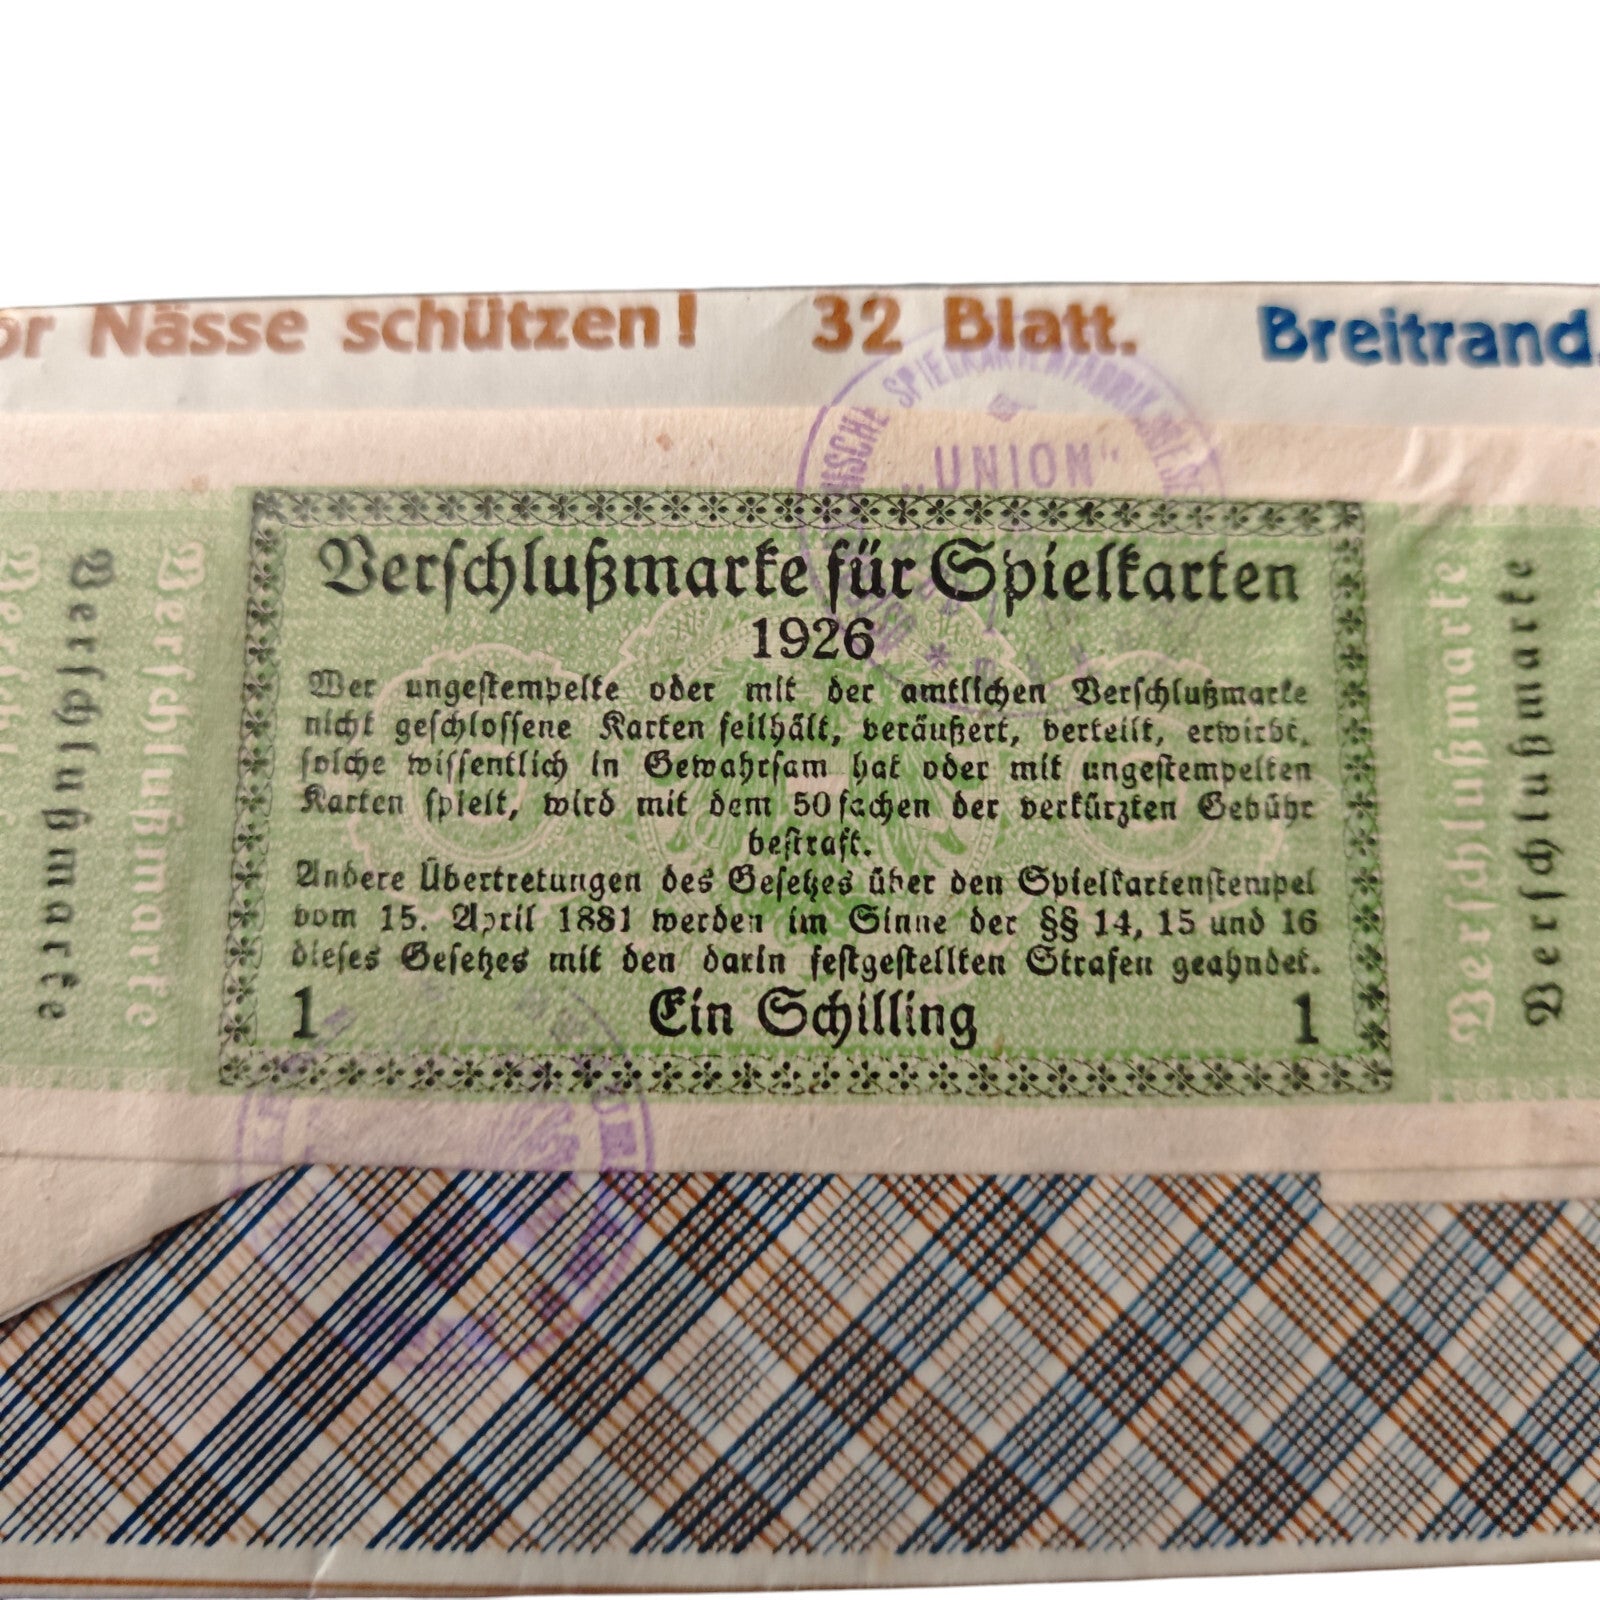 or Nässe schützen! 32 Blatt. Breitrand.
SPIELKARTENFABRIK
„UNION“
Verschlußmarke für Spielkarten
1926
Wer ungestempelte oder mit der amtlichen Verschlußmarke
nicht geschlossene Karten feilhält, veräußert, verteilt, erwirbt,
solche wissentlich in Gewahrsam hat oder mit ungestempelten
Karten spielt, wird mit dem 50fachen der verkürzten Gebühr
bestraft.
Andere Übertretungen des Gesetzes über den Spielkartenstempel
vom 15. April 1881 werden im Sinne der §§ 14, 15 und 16
dieses Gesetzes mit den darin festgestellten Strafen geahndet.
1 Ein Schilling 1
Verschlußmarke
Verschlußmarke
Verschlußmarke
Verschlußmarke